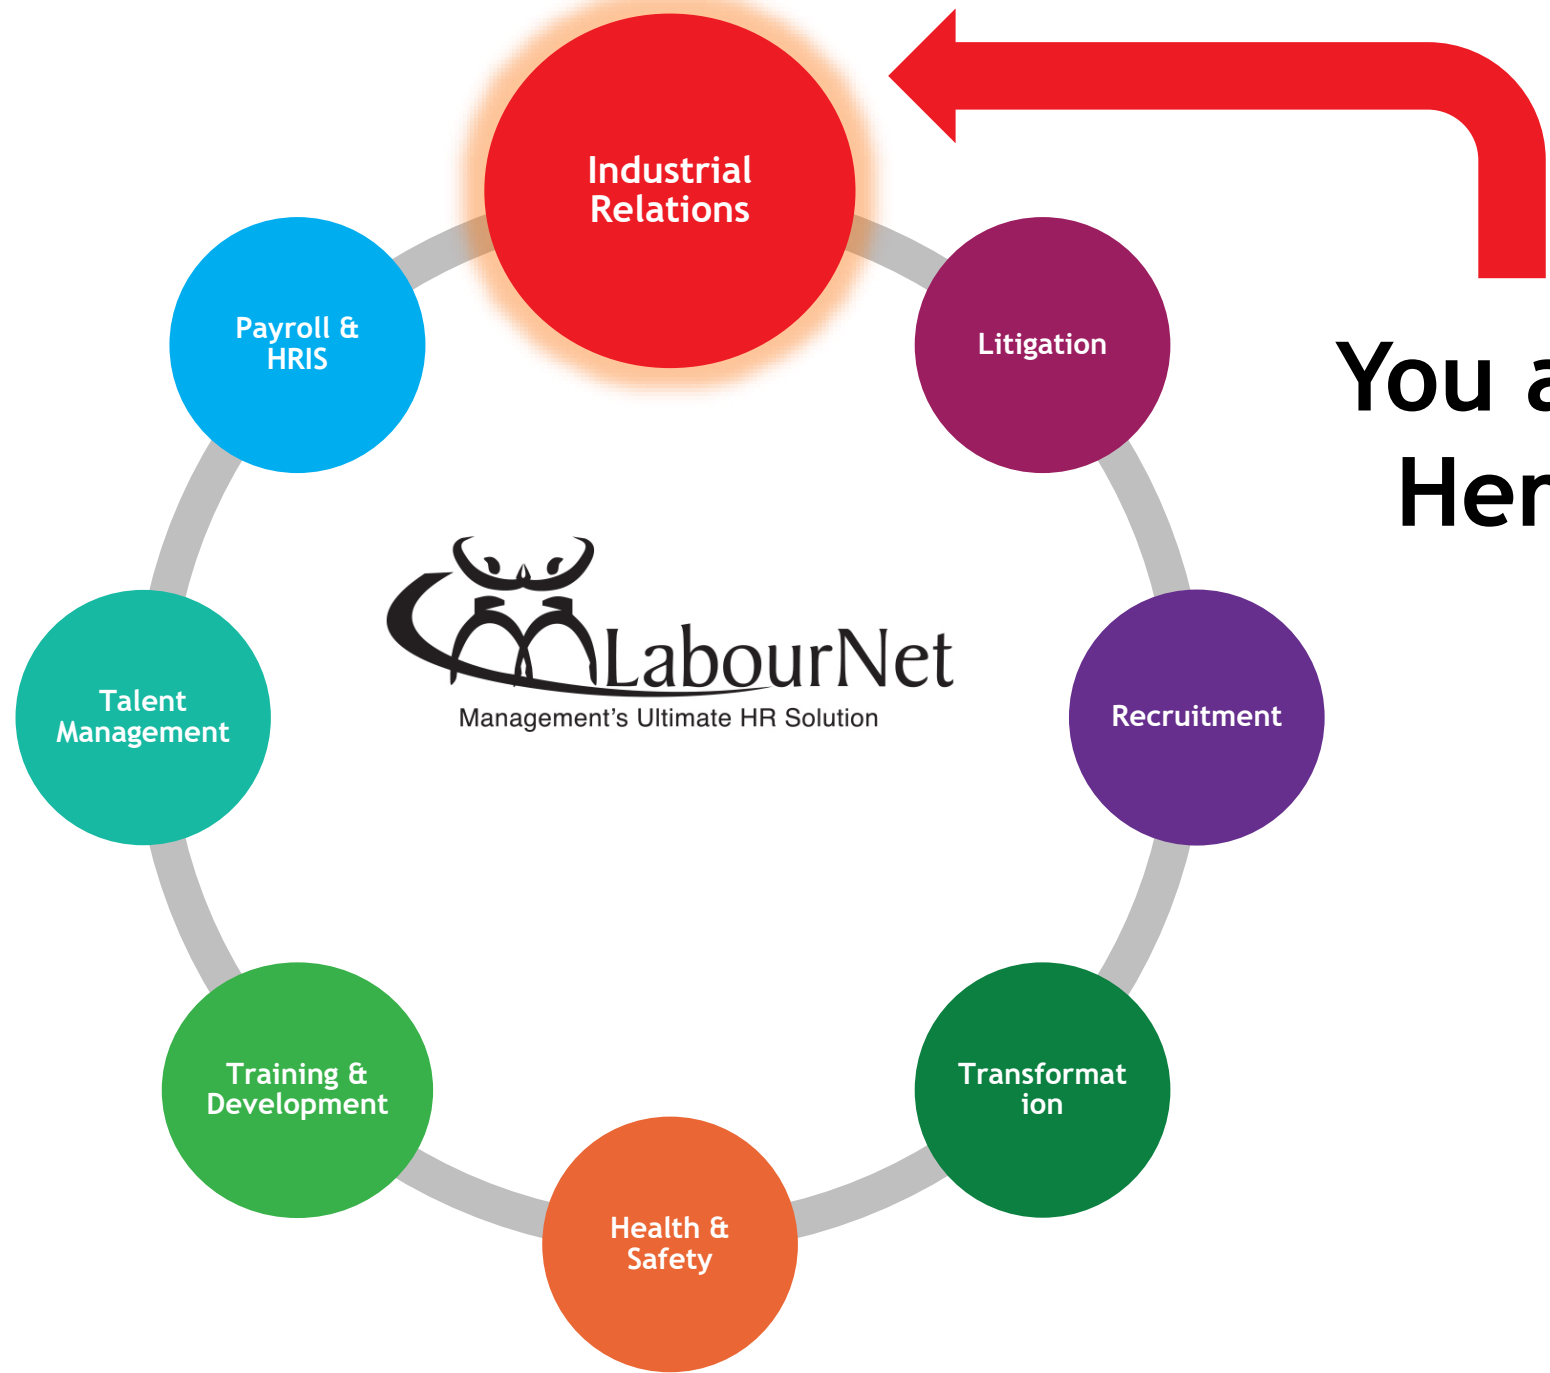 Industrial
Relations
Litigation
Recruitment
Transformat
ion
Health &
Safety
Training &
Development
Talent
Management
Payroll &
HRIS
LabourNet
Management's Ultimate HR Solution
You a
Her